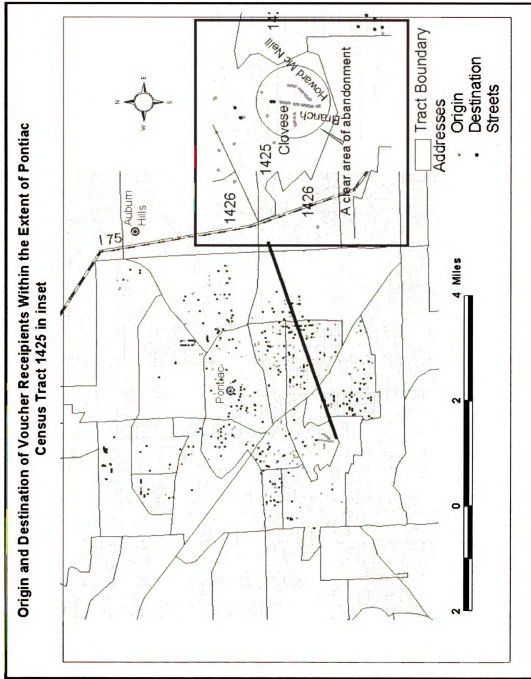 Origin and Destination of Voucher Receipients Within the Extent of Pontiac
Census Tract 1425 in inset
N
W
E
S
I 75
Auburn
Hills
Pontiac
1426
1425
1426
Howard Mc Neill
Clovese
Branch
A clear area of abandonment
Tract Boundary
Addresses
Origin
Destination
Streets
2
0
2
4 Miles